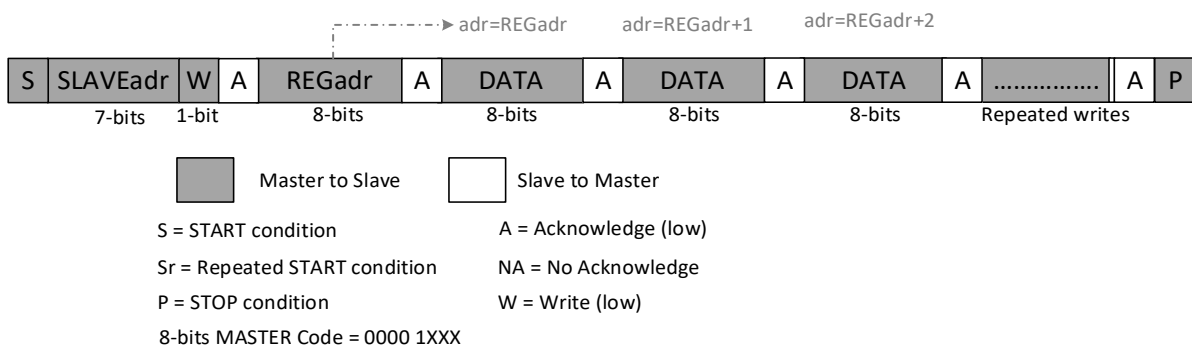 adr=REGadr adr=REGadr+1 adr=REGadr+2
S SLAVEadr W A REGadr A DATA A DATA A DATA A ................ A P
7-bits 1-bit 8-bits 8-bits 8-bits 8-bits Repeated writes
Master to Slave Slave to Master
S = START condition A = Acknowledge (low)
Sr = Repeated START condition NA = No Acknowledge
P = STOP condition W = Write (low)
8-bits MASTER Code = 0000 1XXX